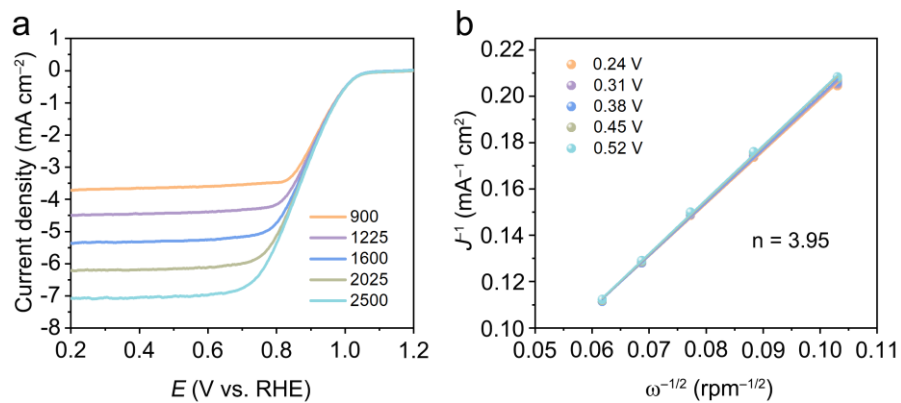 a
Current density (mA cm⁻²)
0
-1
-2
-3
-4
-5
-6
-7
-8
900
1225
1600
2025
2500
0.2
0.4
0.6
0.8
1.0
1.2
E (V vs. RHE)
b
J⁻¹ (mA⁻¹ cm²)
0.22
0.20
0.18
0.16
0.14
0.12
0.10
0.24 V
0.31 V
0.38 V
0.45 V
0.52 V
n = 3.95
0.05
0.06
0.07
0.08
0.09
0.10
0.11
ω⁻¹/² (rpm⁻¹/²)